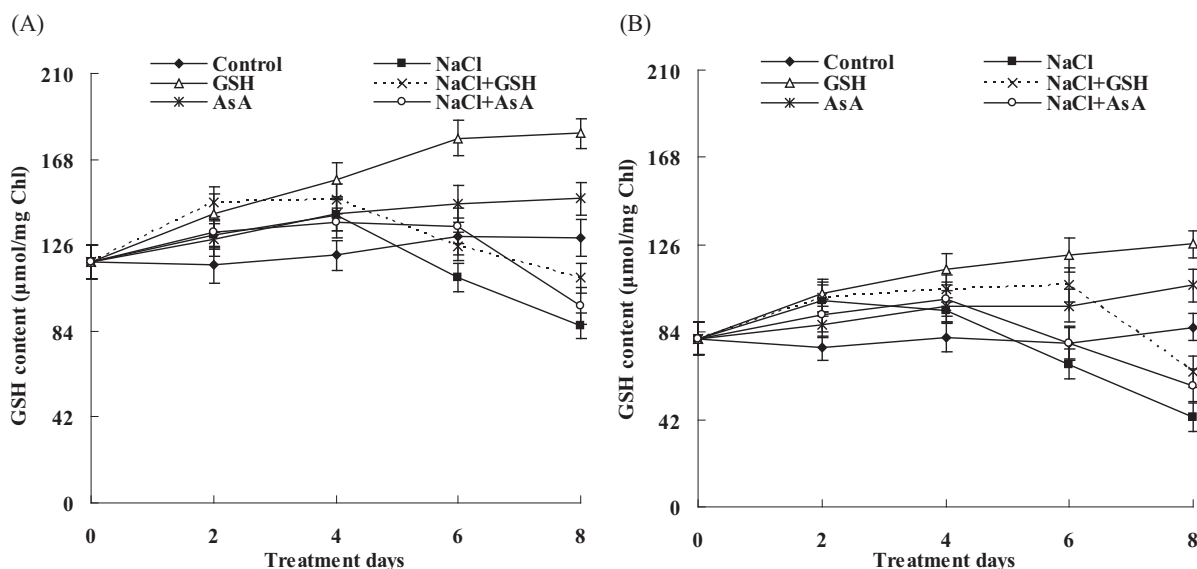 (A)
Control NaCl
GSH NaCl+GSH
AsA NaCl+AsA
GSH content (µmol/mg Chl)
210
168
126
84
42
0
0 2 4 6 8
Treatment days
(B)
Control NaCl
GSH NaCl+GSH
AsA NaCl+AsA
GSH content (µmol/mg Chl)
210
168
126
84
42
0
0 2 4 6 8
Treatment days